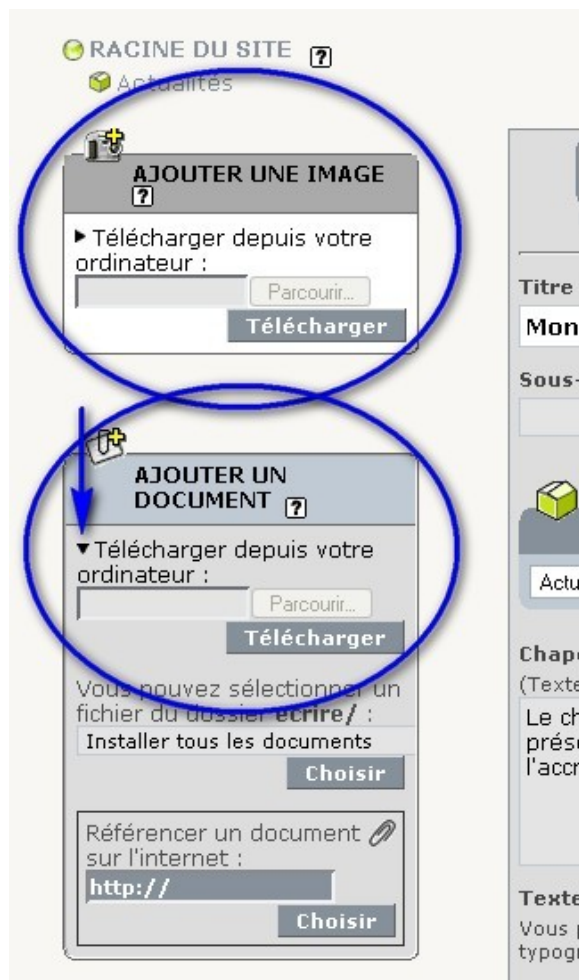 RACINE DU SITE ?
Actualités
AJOUTER UNE IMAGE
?
Télécharger depuis votre
ordinateur :
Parcourir...
Télécharger
AJOUTER UN
DOCUMENT ?
Télécharger depuis votre
ordinateur :
Parcourir...
Télécharger
Vous pouvez sélectionner un
fichier du dossier ecrire/ :
Installer tous les documents
Choisir
Référencer un document
sur l'internet :
http://
Choisir
Titre
Mon
Sous-
Actu
Chape
(Texte
Le ch
prése
l'accr
Texte
Vous p
typogr